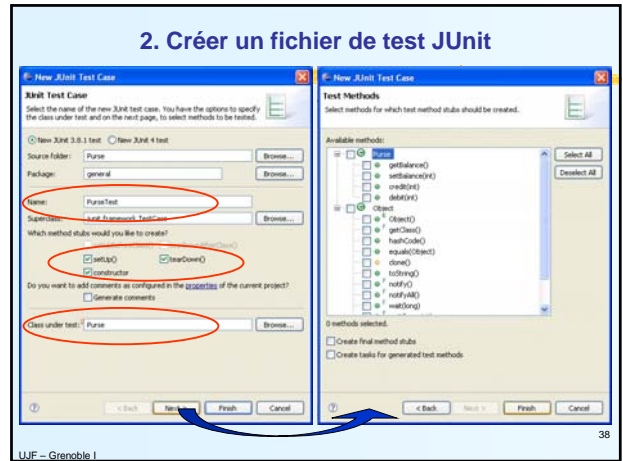 2. Créer un fichier de test JUnit
New JUnit Test Case
JUnit Test Case
Select the name of the new JUnit test case. You have the options to specify
the class under test and on the next page, to select methods to be tested.
New JUnit 3.8.1 test New JUnit 4 test
Source folder: Purse Browse...
Package: general Browse...
Name: PurseTest
Superclass: junit.framework.TestCase Browse...
Which method stubs would you like to create?
setUp() tearDown()
constructor
Do you want to add comments as configured in the properties of the current project?
Generate comments
Class under test: Purse Browse...
< Back Next > Finish Cancel
New JUnit Test Case
Test Methods
Select methods for which test method stubs should be created.
Available methods:
Purse
getBalance()
setBalance(int)
credit(int)
debit(int)
Object
Object()
getClass()
hashCode()
equals(Object)
clone()
toString()
notify()
notifyAll()
wait(long)
Select All
Deselect All
0 methods selected.
Create final method stubs
Create tasks for generated test methods
< Back Next > Finish Cancel
38
UJF – Grenoble I